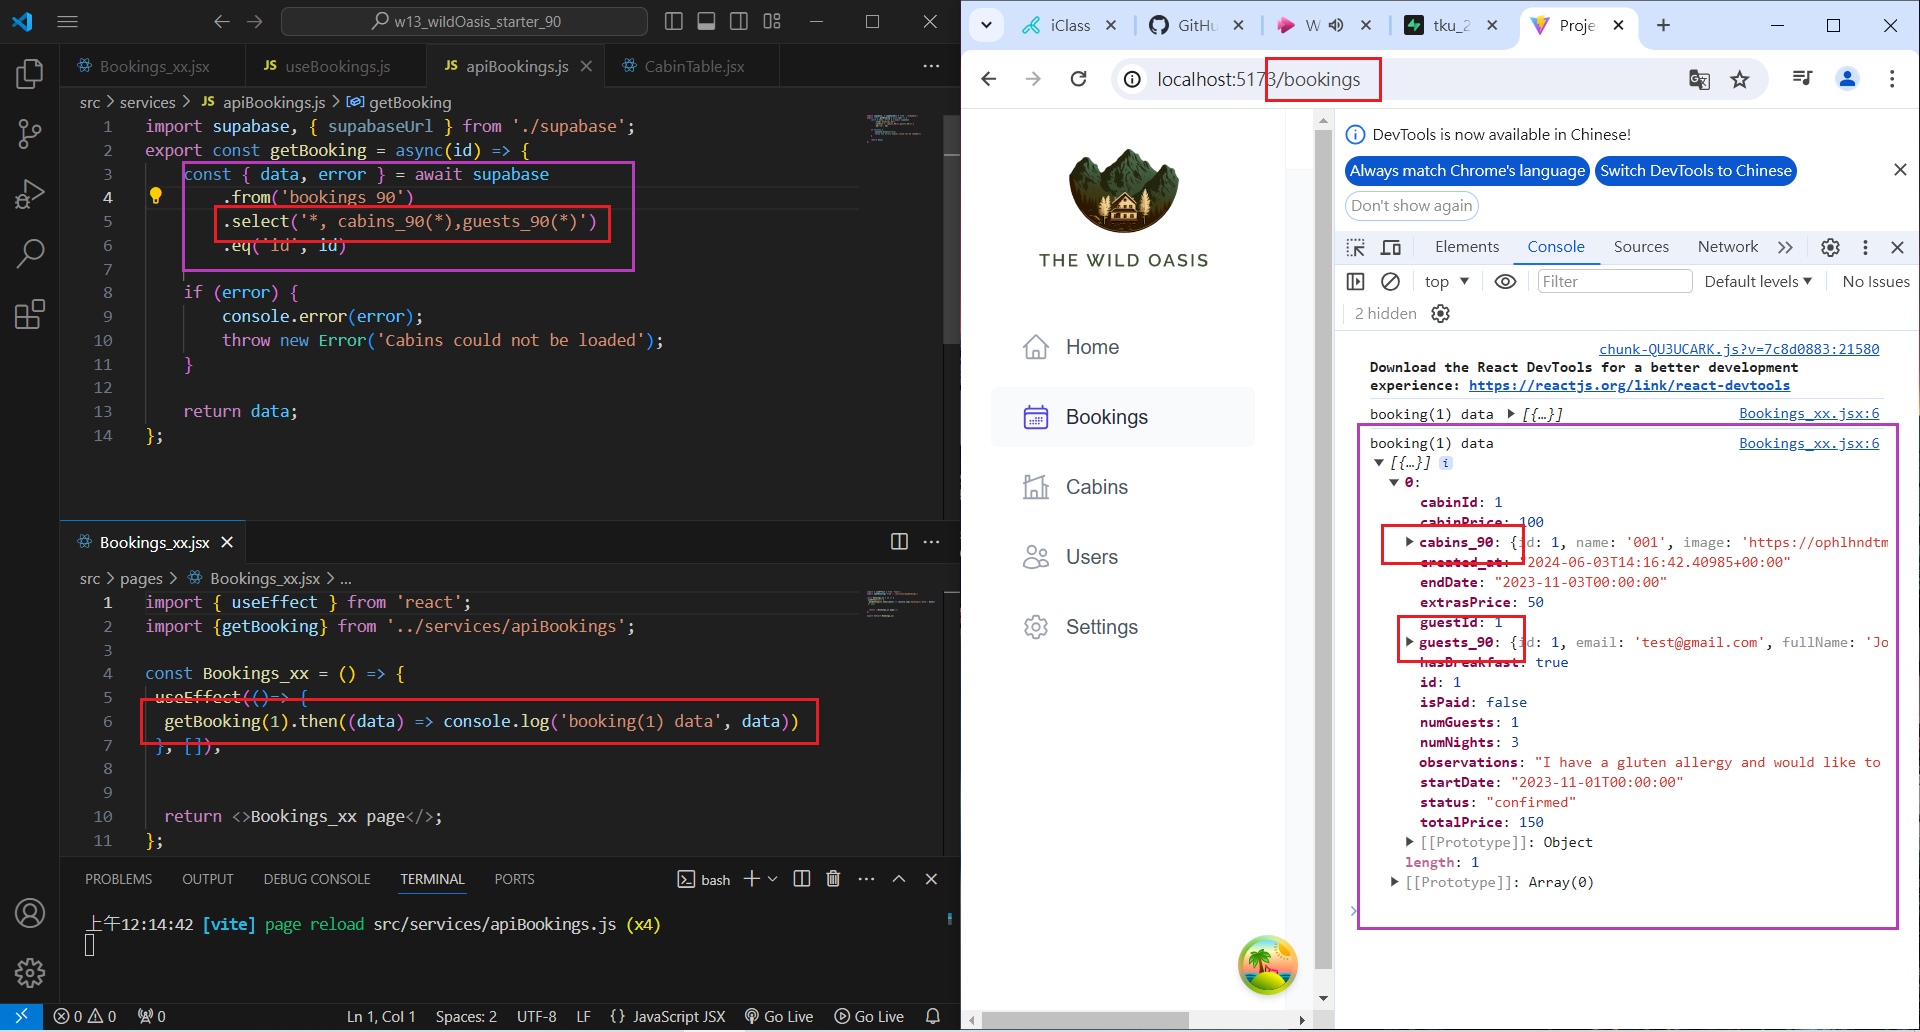 w13_wildOasis_starter_90
Bookings_xx.jsx
JS useBookings.js
JS apiBookings.js
CabinTable.jsx
src > services > JS apiBookings.js > getBooking
1 import supabase, { supabaseUrl } from './supabase';
2 export const getBooking = async(id) => {
3 const { data, error } = await supabase
4 .from('bookings_90')
5 .select('*, cabins_90(*),guests_90(*)')
6 .eq('id', id)
7
8 if (error) {
9 console.error(error);
10 throw new Error('Cabins could not be loaded');
11 }
12
13 return data;
14 };
Bookings_xx.jsx
src > pages > Bookings_xx.jsx > ...
1 import { useEffect } from 'react';
2 import {getBooking} from '../services/apiBookings';
3
4 const Bookings_xx = () => {
5 useEffect(()=> {
6 getBooking(1).then((data) => console.log('booking(1) data', data))
7 }, []);
8
9
10 return <>Bookings_xx page</>;
11 };
PROBLEMS OUTPUT DEBUG CONSOLE TERMINAL PORTS
bash
上午12:14:42 [vite] page reload src/services/apiBookings.js (x4)
0 0 0
Ln 1, Col 1 Spaces: 2 UTF-8 LF {} JavaScript JSX Go Live Go Live
iClass
GitHu
W
tku_2
Proje
localhost:5173/bookings
THE WILD OASIS
Home
Bookings
Cabins
Users
Settings
DevTools is now available in Chinese!
Always match Chrome's language
Switch DevTools to Chinese
Don't show again
Elements Console Sources Network
top
Filter
Default levels
No Issues
2 hidden
chunk-QU3UCARK.js?v=7c8d0883:21580
Download the React DevTools for a better development
experience: https://reactjs.org/link/react-devtools
booking(1) data [{…}] Bookings_xx.jsx:6
booking(1) data Bookings_xx.jsx:6
[{…}] i
0:
cabinId: 1
cabinPrice: 100
cabins_90: {id: 1, name: '001', image: 'https://ophlhndtm
created_at: "2024-06-03T14:16:42.40985+00:00"
endDate: "2023-11-03T00:00:00"
extrasPrice: 50
guestId: 1
guests_90: {id: 1, email: 'test@gmail.com', fullName: 'Jo
hasBreakfast: true
id: 1
isPaid: false
numGuests: 1
numNights: 3
observations: "I have a gluten allergy and would like to
startDate: "2023-11-01T00:00:00"
status: "confirmed"
totalPrice: 150
[[Prototype]]: Object
length: 1
[[Prototype]]: Array(0)